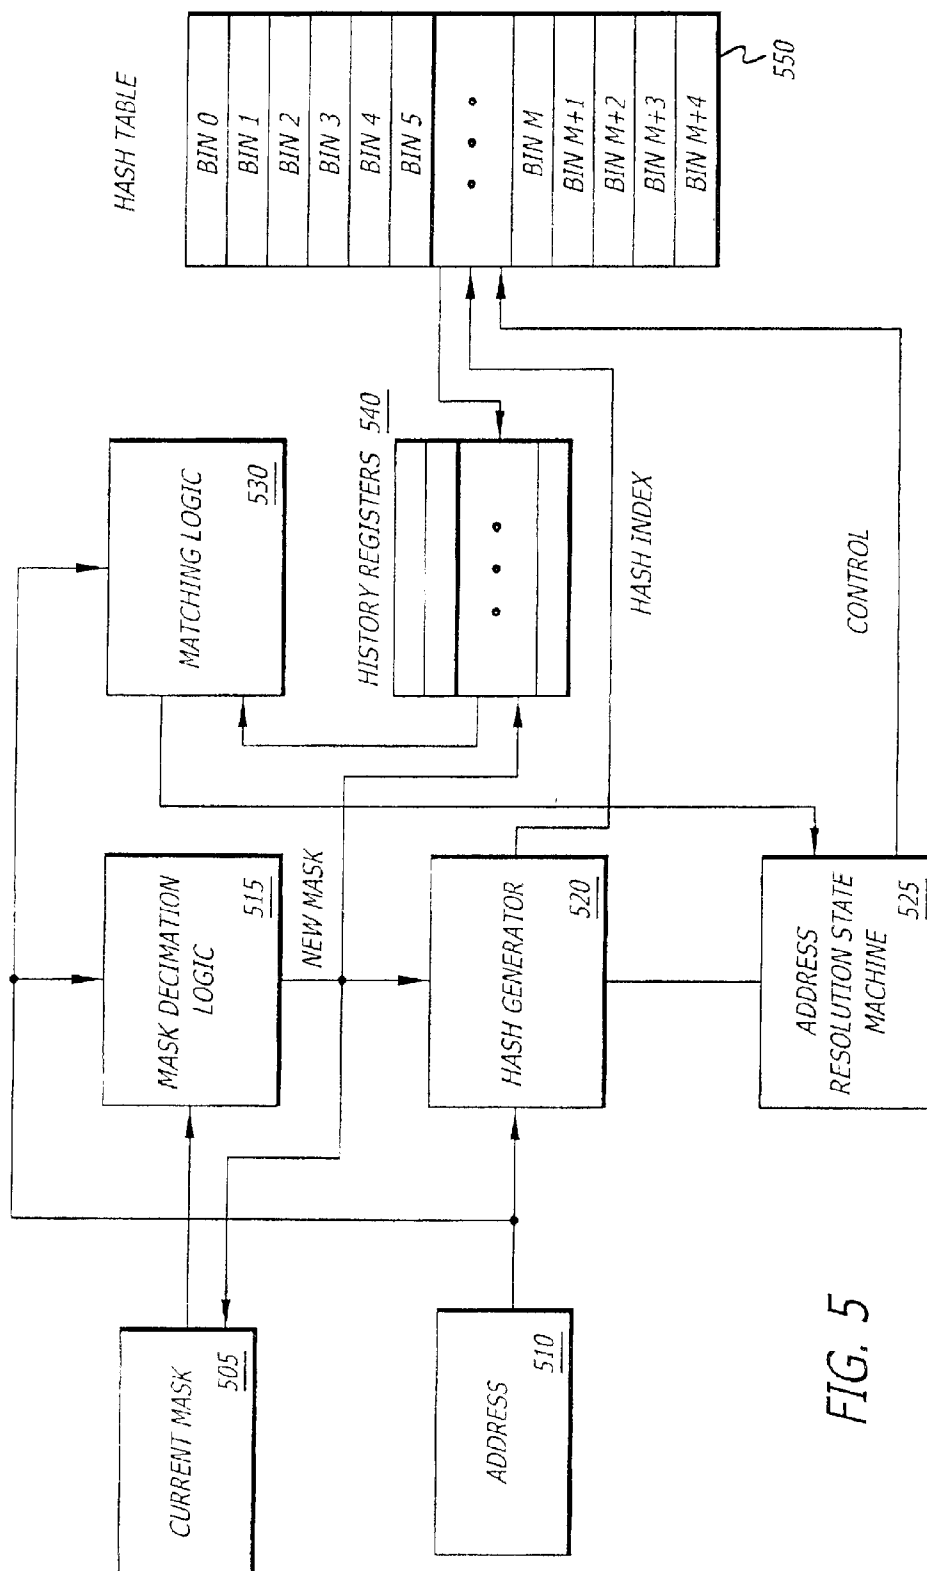 CURRENT MASK
505
ADDRESS
510
MASK DECIMATION
LOGIC
515
NEW MASK
HASH GENERATOR
520
ADDRESS
RESOLUTION STATE
MACHINE
525
MATCHING LOGIC
530
HISTORY REGISTERS 540
HASH INDEX
CONTROL
HASH TABLE
BIN 0
BIN 1
BIN 2
BIN 3
BIN 4
BIN 5
BIN M
BIN M+1
BIN M+2
BIN M+3
BIN M+4
550
FIG. 5